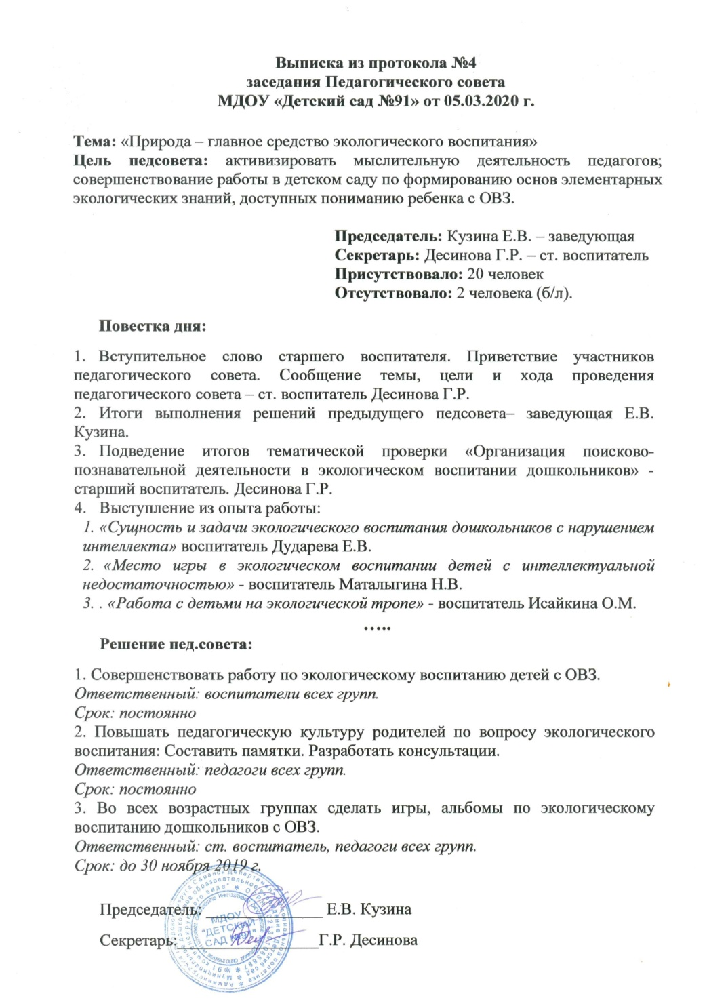 Выписка из протокола №4
заседания Педагогического совета
МДОУ «Детский сад №91» от 05.03.2020 г.
Тема: «Природа – главное средство экологического воспитания»
Цель педсовета: активизировать мыслительную деятельность педагогов;
совершенствование работы в детском саду по формированию основ элементарных
экологических знаний, доступных пониманию ребенка с ОВЗ.
Председатель: Кузина Е.В. – заведующая
Секретарь: Десинова Г.Р. – ст. воспитатель
Присутствовало: 20 человек
Отсутствовало: 2 человека (б/л).
Повестка дня:
1. Вступительное слово старшего воспитателя. Приветствие участников
педагогического совета. Сообщение темы, цели и хода проведения
педагогического совета – ст. воспитатель Десинова Г.Р.
2. Итоги выполнения решений предыдущего педсовета– заведующая Е.В.
Кузина.
3. Подведение итогов тематической проверки «Организация поисково-
познавательной деятельности в экологическом воспитании дошкольников» -
старший воспитатель. Десинова Г.Р.
4. Выступление из опыта работы:
1. «Сущность и задачи экологического воспитания дошкольников с нарушением
интеллекта» воспитатель Дударева Е.В.
2. «Место игры в экологическом воспитании детей с интеллектуальной
недостаточностью» - воспитатель Маталыгина Н.В.
3. . «Работа с детьми на экологической тропе» - воспитатель Исайкина О.М.
…..
Решение пед.совета:
1. Совершенствовать работу по экологическому воспитанию детей с ОВЗ.
Ответственный: воспитатели всех групп.
Срок: постоянно
2. Повышать педагогическую культуру родителей по вопросу экологического
воспитания: Составить памятки. Разработать консультации.
Ответственный: педагоги всех групп.
Срок: постоянно
3. Во всех возрастных группах сделать игры, альбомы по экологическому
воспитанию дошкольников с ОВЗ.
Ответственный: ст. воспитатель, педагоги всех групп.
Срок: до 30 ноября 2019 г.
Председатель: Е.В. Кузина
Секретарь: Г.Р. Десинова
МДОУ
"ДЕТСКИЙ
САД №91"